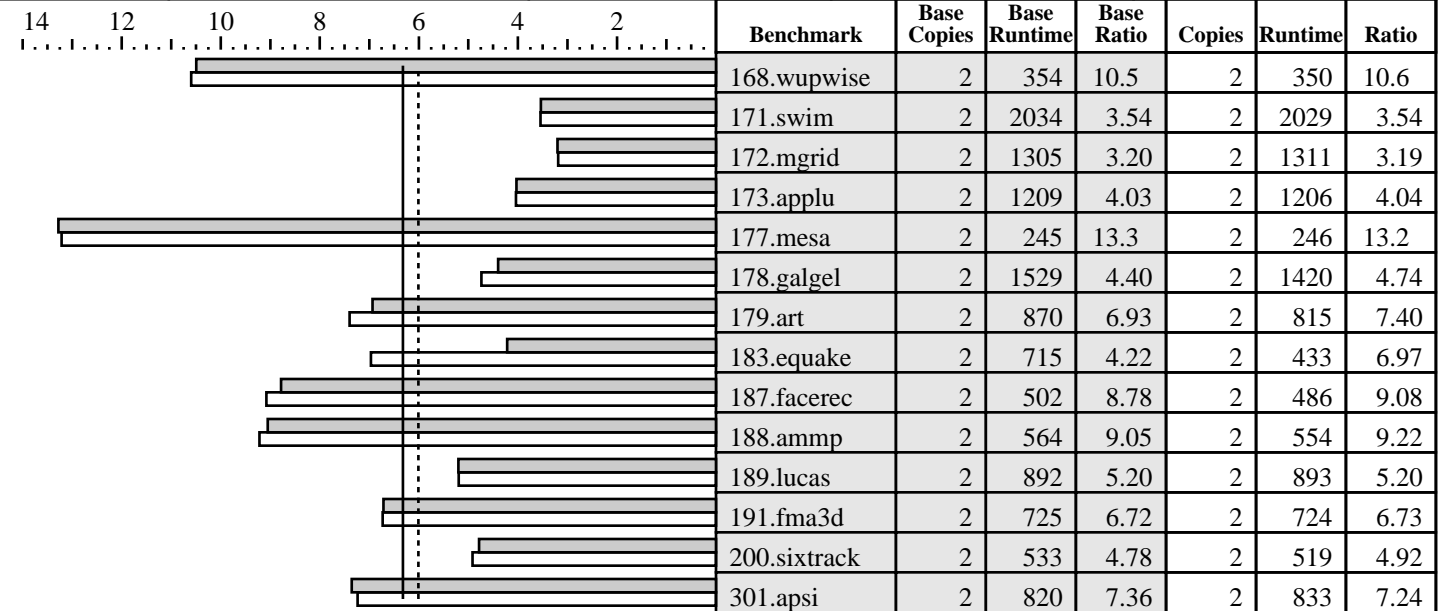 14 12 10 8 6 4 2
Benchmark Base Copies Base Runtime Base Ratio Copies Runtime Ratio
168.wupwise 2 354 10.5 2 350 10.6
171.swim 2 2034 3.54 2 2029 3.54
172.mgrid 2 1305 3.20 2 1311 3.19
173.applu 2 1209 4.03 2 1206 4.04
177.mesa 2 245 13.3 2 246 13.2
178.galgel 2 1529 4.40 2 1420 4.74
179.art 2 870 6.93 2 815 7.40
183.equake 2 715 4.22 2 433 6.97
187.facerec 2 502 8.78 2 486 9.08
188.ammp 2 564 9.05 2 554 9.22
189.lucas 2 892 5.20 2 893 5.20
191.fma3d 2 725 6.72 2 724 6.73
200.sixtrack 2 533 4.78 2 519 4.92
301.apsi 2 820 7.36 2 833 7.24